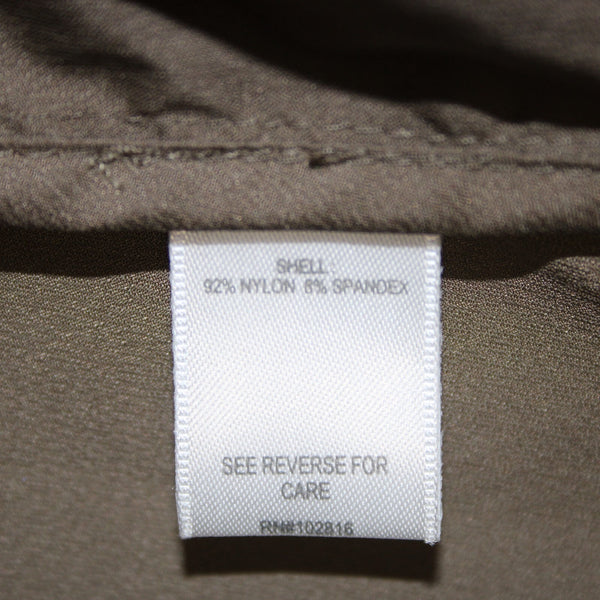 SHELL:
92% NYLON 8% SPANDEX
SEE REVERSE FOR
CARE
RN#102816